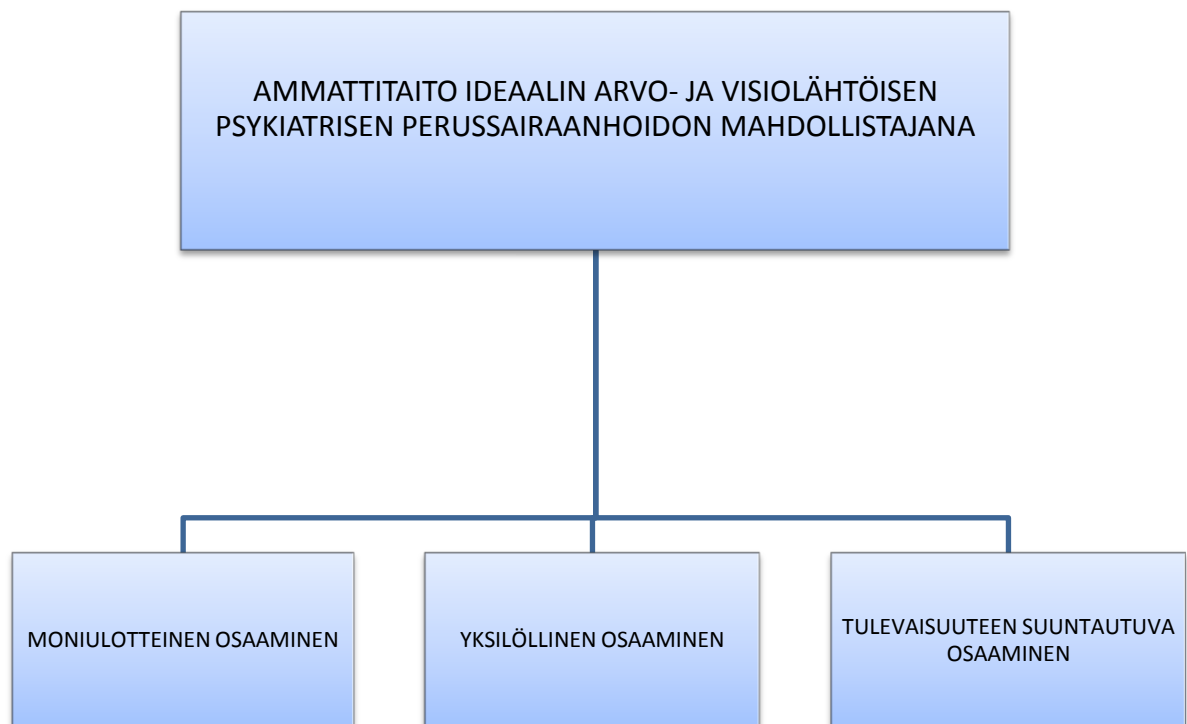 AMMATTITAITO IDEAALIN ARVO- JA VISIOLÄHTÖISEN
PSYKIATRISEN PERUSSAIRAANHOIDON MAHDOLLISTAJANA
MONIULOTTEINEN OSAAMINEN
YKSILÖLLINEN OSAAMINEN
TULEVAISUUTEEN SUUNTAUTUVA
OSAAMINEN